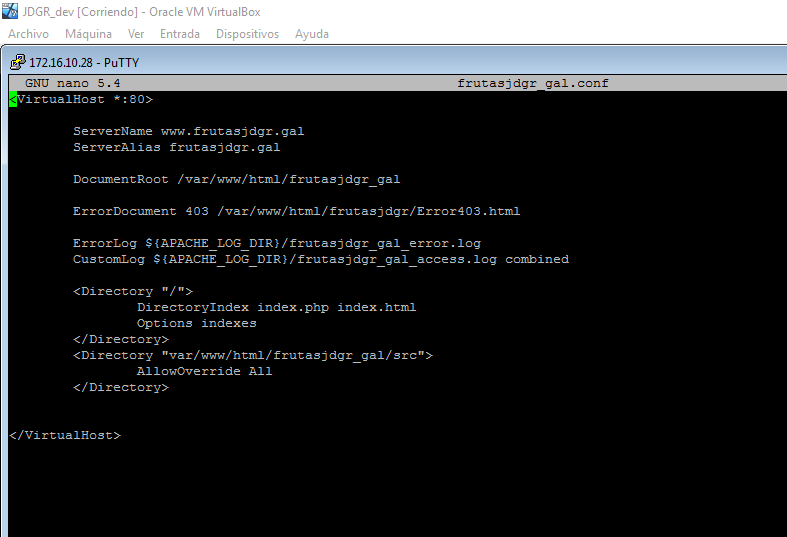 JDGR_dev [Corriendo] - Oracle VM VirtualBox
Archivo Máquina Ver Entrada Dispositivos Ayuda
172.16.10.28 - PuTTY
GNU nano 5.4 frutasjdgr_gal.conf
<VirtualHost *:80>
ServerName www.frutasjdgr.gal
ServerAlias frutasjdgr.gal
DocumentRoot /var/www/html/frutasjdgr_gal
ErrorDocument 403 /var/www/html/frutasjdgr/Error403.html
ErrorLog ${APACHE_LOG_DIR}/frutasjdgr_gal_error.log
CustomLog ${APACHE_LOG_DIR}/frutasjdgr_gal_access.log combined
<Directory "/">
DirectoryIndex index.php index.html
Options indexes
</Directory>
<Directory "var/www/html/frutasjdgr_gal/src">
AllowOverride All
</Directory>
</VirtualHost>